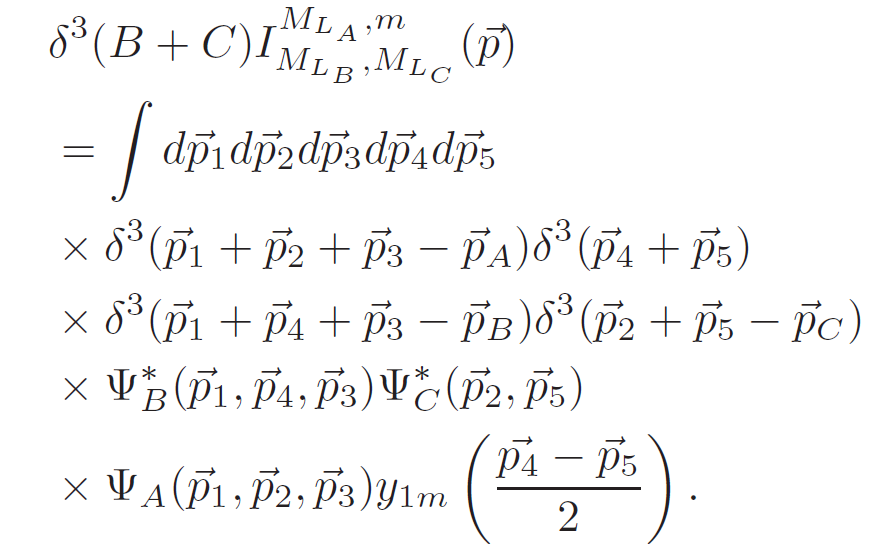 δ³(B + C)I^{M_{L_A},m}_{M_{L_B},M_{L_C}}(p⃗)
= ∫ dp⃗₁dp⃗₂dp⃗₃dp⃗₄dp⃗₅
× δ³(p⃗₁ + p⃗₂ + p⃗₃ − p⃗_A)δ³(p⃗₄ + p⃗₅)
× δ³(p⃗₁ + p⃗₄ + p⃗₃ − p⃗_B)δ³(p⃗₂ + p⃗₅ − p⃗_C)
× Ψ*_B(p⃗₁, p⃗₄, p⃗₃)Ψ*_C(p⃗₂, p⃗₅)
× Ψ_A(p⃗₁, p⃗₂, p⃗₃)y_{1m}((p⃗₄ − p⃗₅)/2).